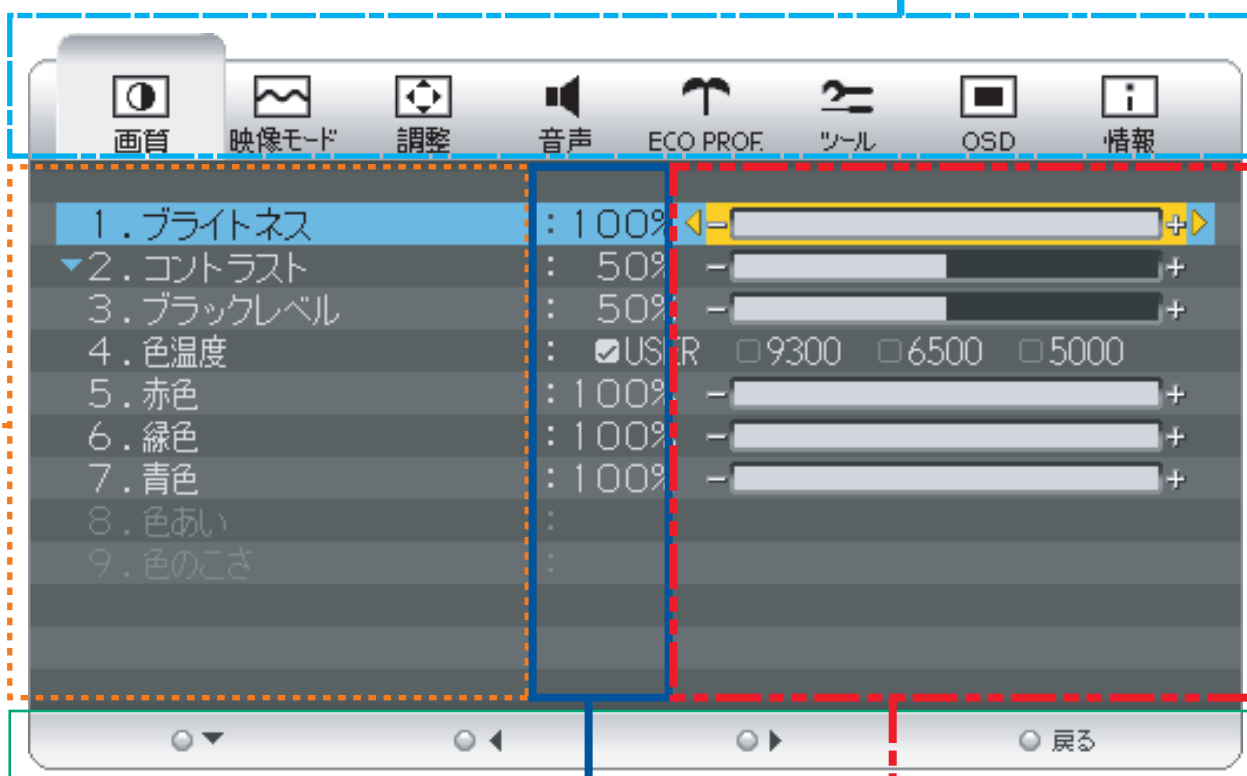 画質 映像モード 調整 音声 ECO PROF. ツール OSD 情報
1.ブライトネス : 100%
2.コントラスト : 50%
3.ブラックレベル : 50%
4.色温度 : USER 9300 6500 5000
5.赤色 : 100%
6.緑色 : 100%
7.青色 : 100%
8.色あい :
9.色のこさ :
戻る